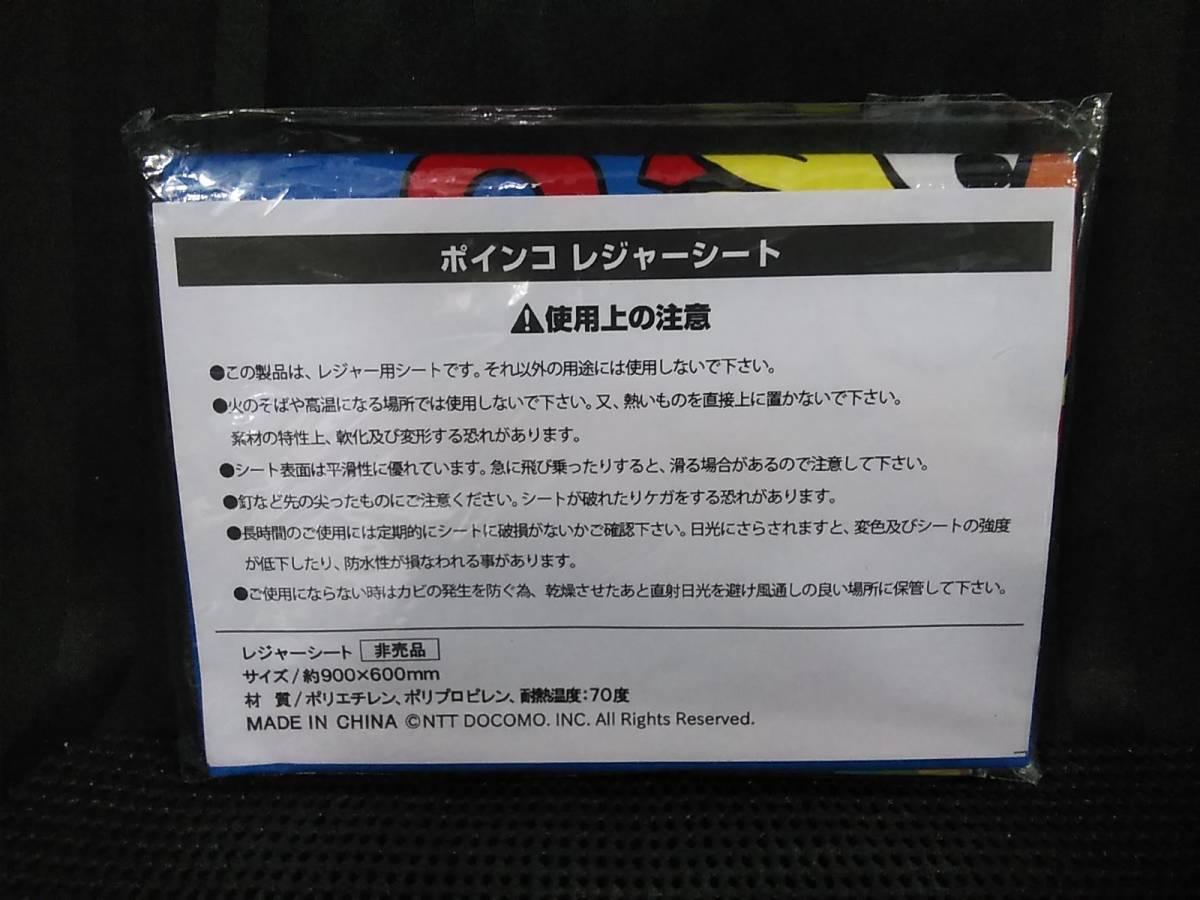 ポインコ レジャーシート
⚠使用上の注意
●この製品は、レジャー用シートです。それ以外の用途には使用しないで下さい。
●火のそばや高温になる場所では使用しないで下さい。又、熱いものを直接上に置かないで下さい。
素材の特性上、軟化及び変形する恐れがあります。
●シート表面は平滑性に優れています。急に飛び乗ったりすると、滑る場合があるので注意して下さい。
●釘など先の尖ったものにご注意ください。シートが破れたりケガをする恐れがあります。
●長時間のご使用には定期的にシートに破損がないかご確認下さい。日光にさらされますと、変色及びシートの強度
が低下したり、防水性が損なわれる事があります。
●ご使用にならない時はカビの発生を防ぐ為、乾燥させたあと直射日光を避け風通しの良い場所に保管して下さい。
レジャーシート 非売品
サイズ/約900×600mm
材 質/ポリエチレン、ポリプロピレン、耐熱温度:70度
MADE IN CHINA ©NTT DOCOMO. INC. All Rights Reserved.